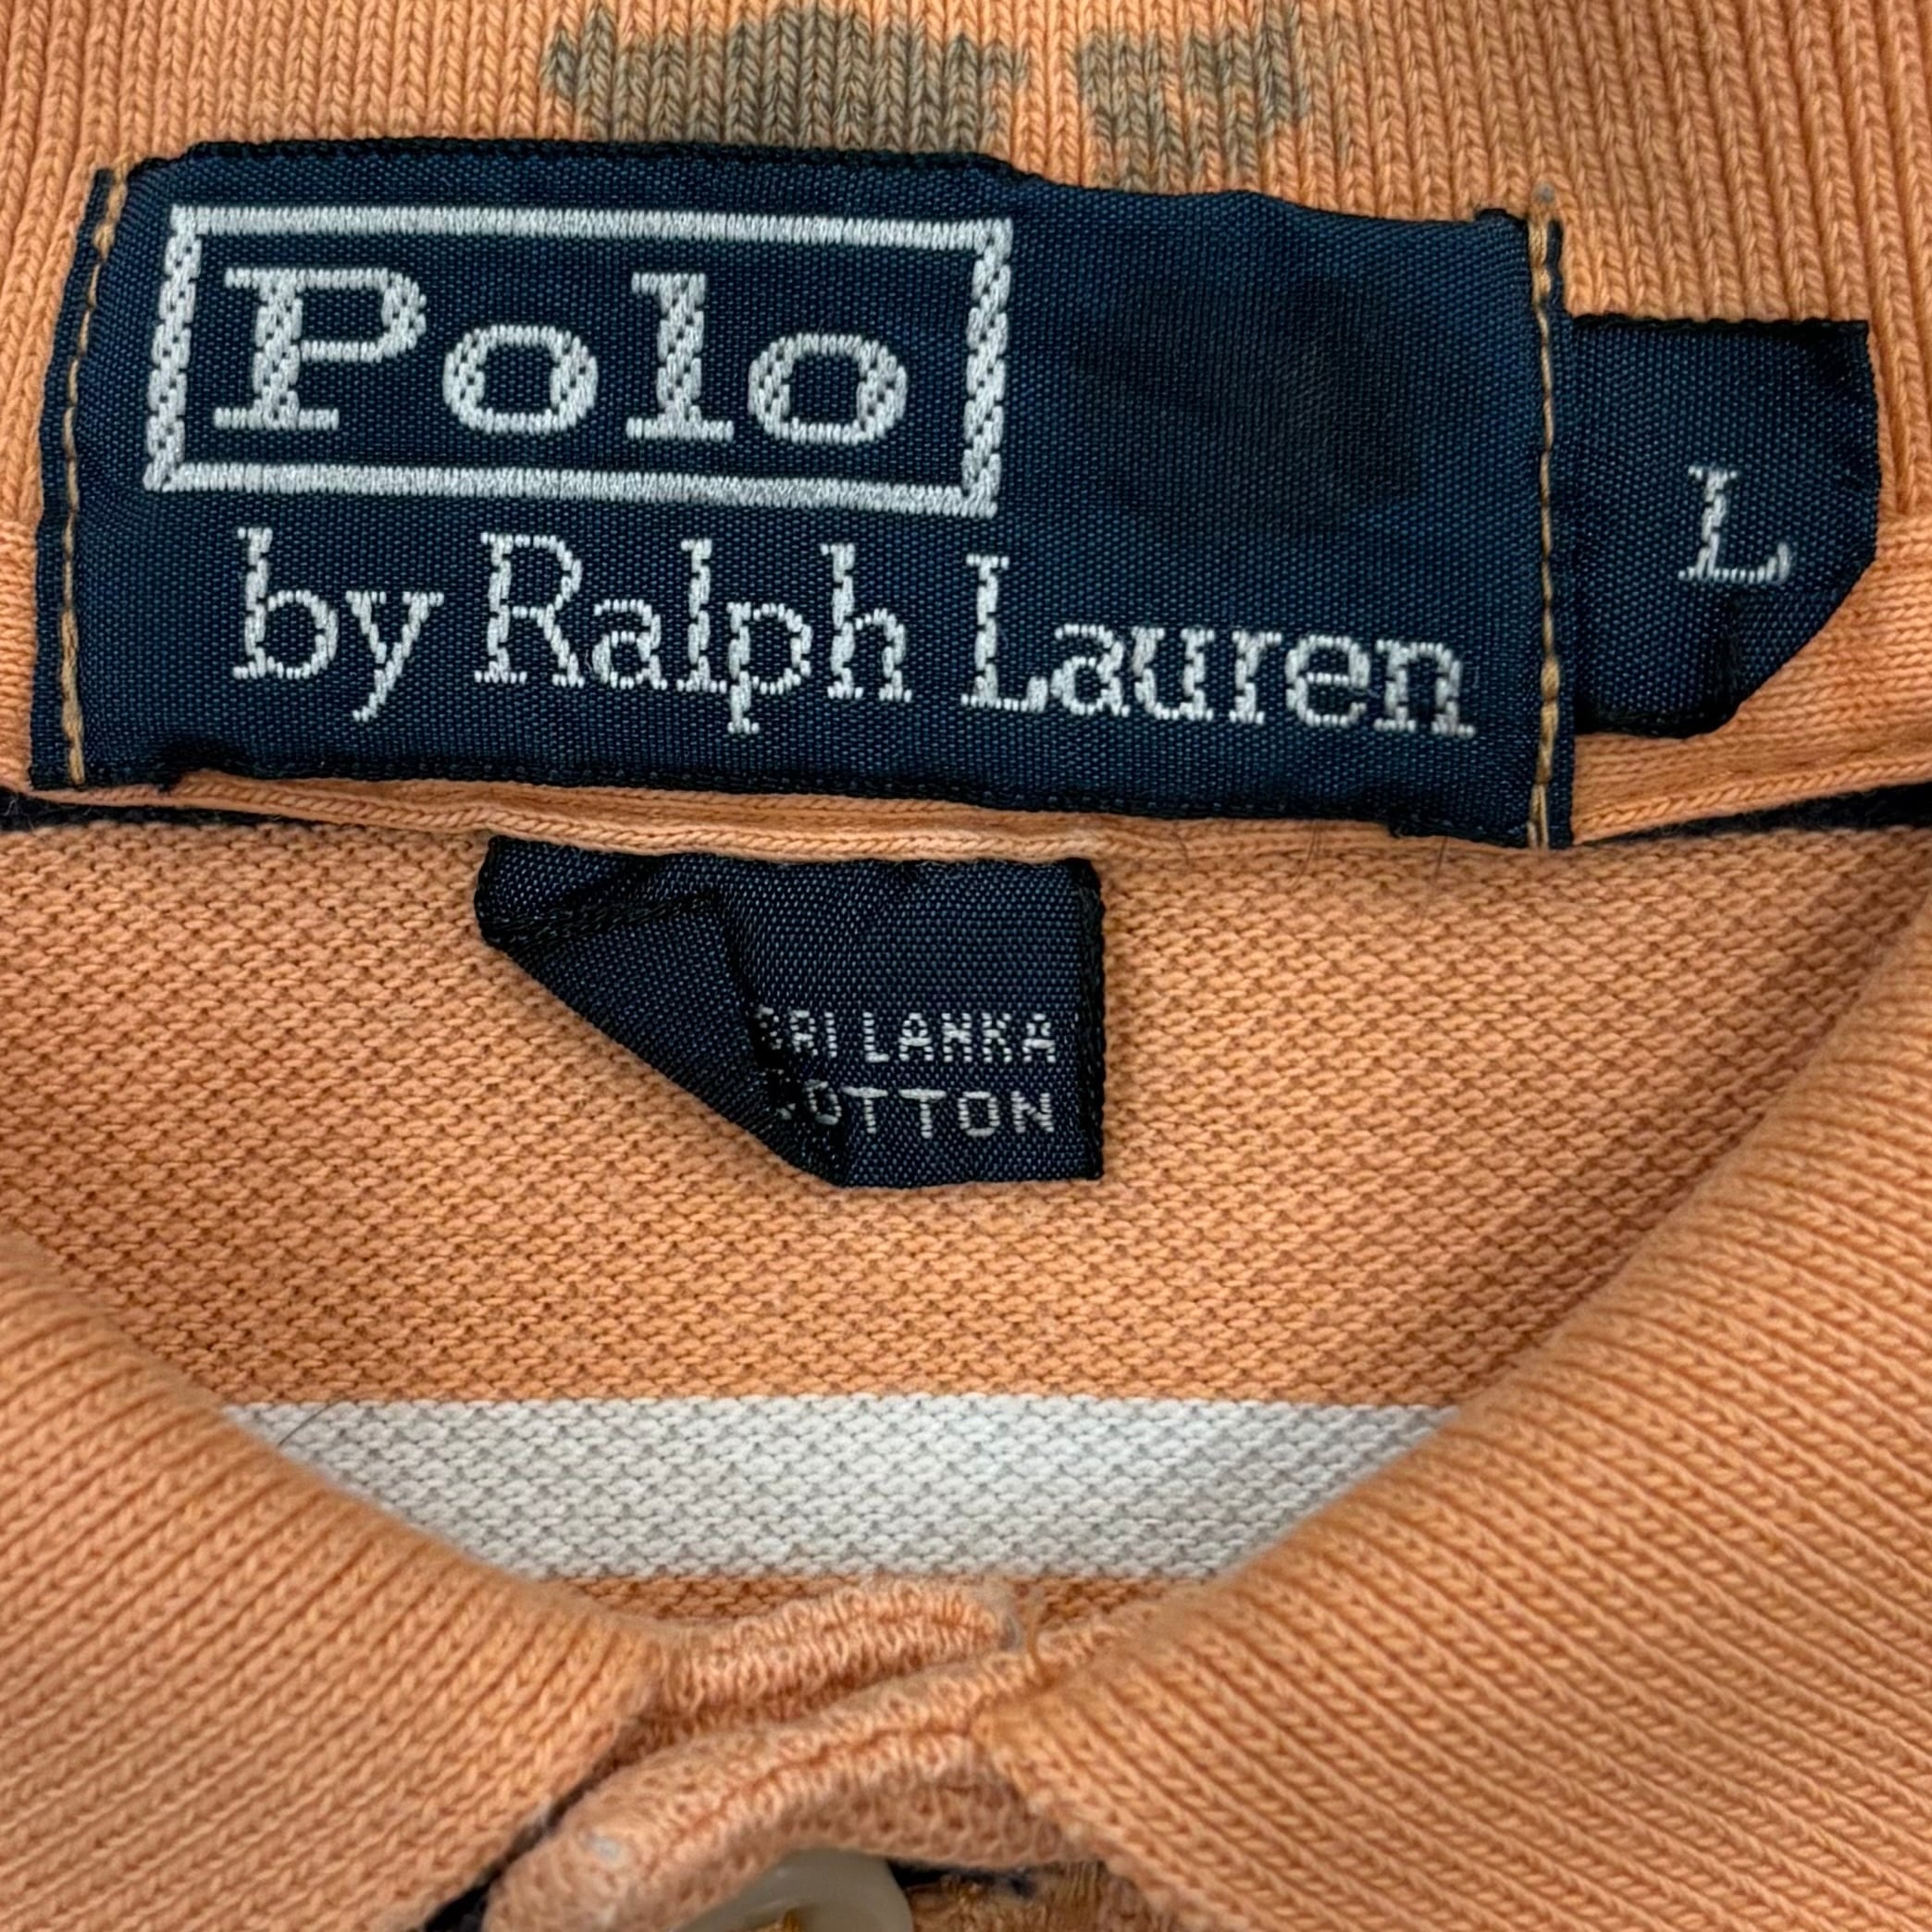 Polo
by Ralph Lauren
L
SRI LANKA
COTTON